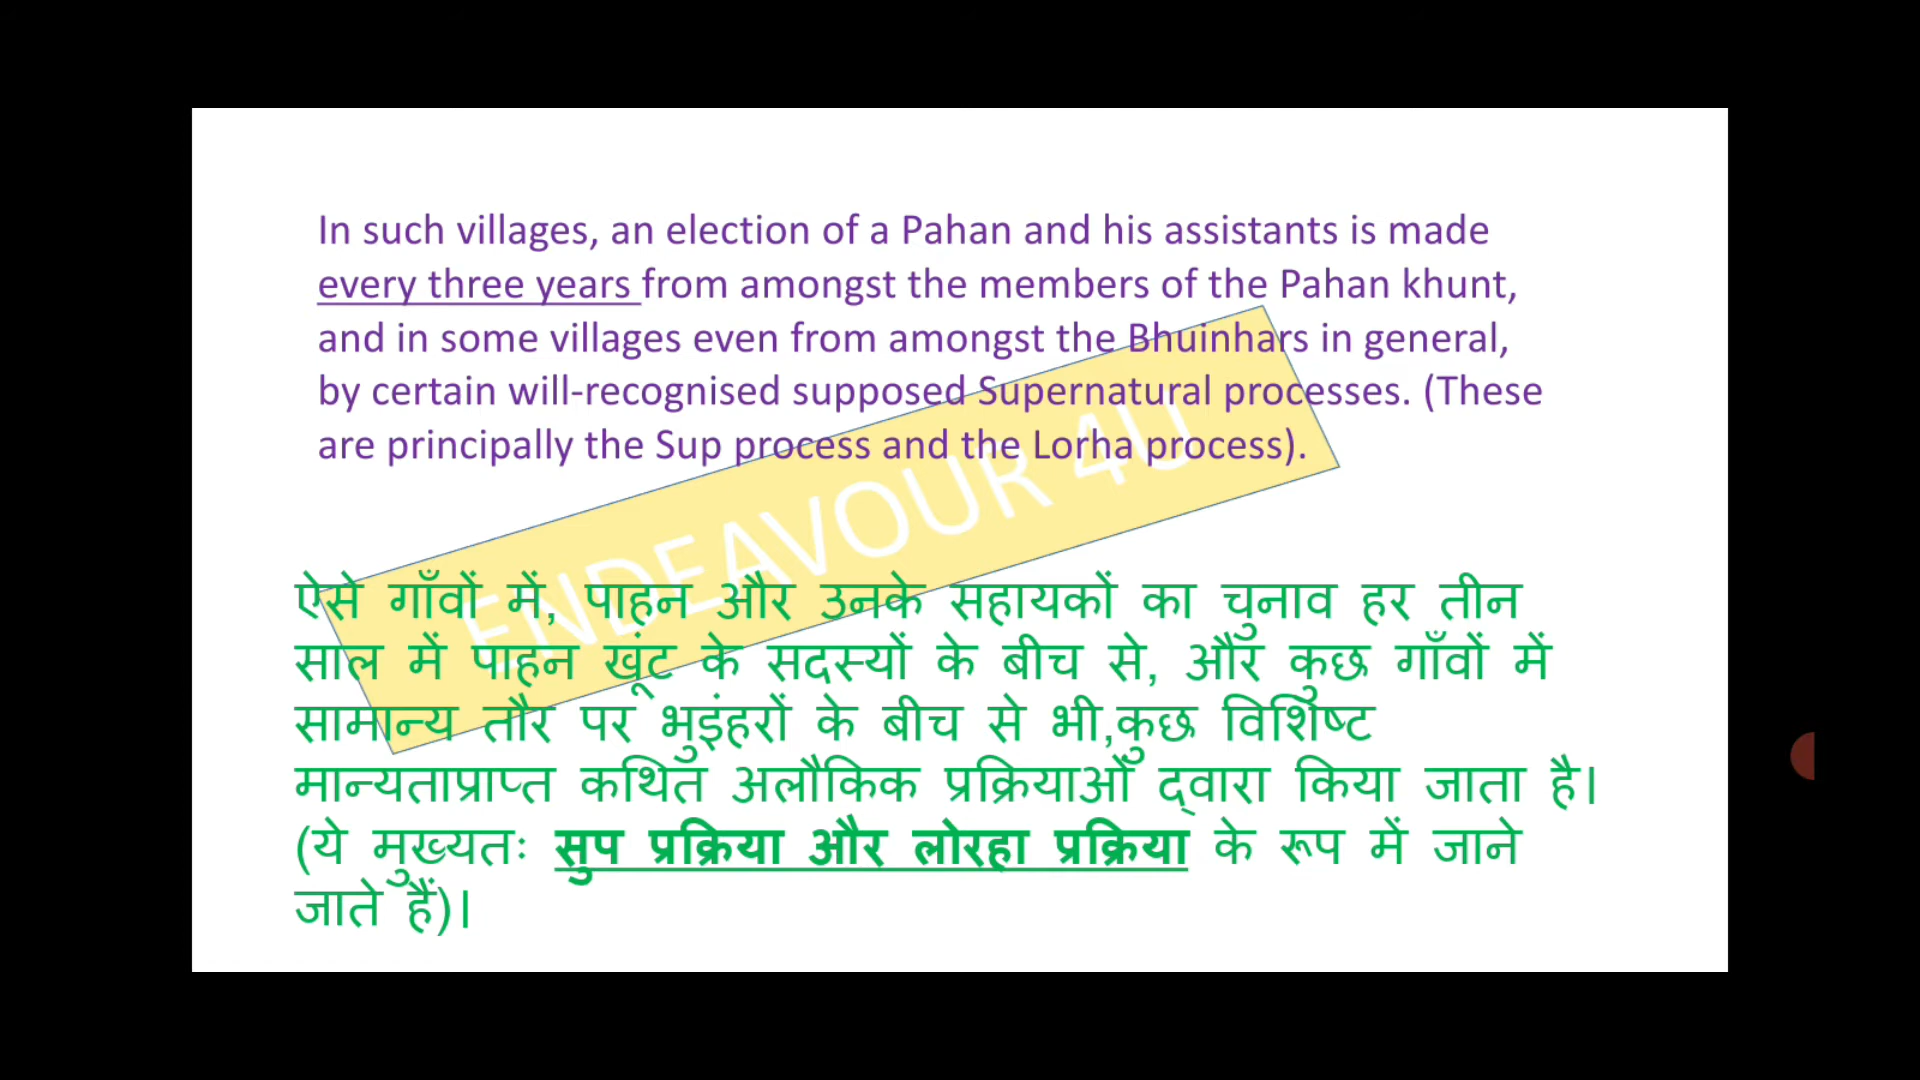 In such villages, an election of a Pahan and his assistants is made
every three years from amongst the members of the Pahan khunt,
and in some villages even from amongst the Bhuinhars in general,
by certain will-recognised supposed Supernatural processes. (These
are principally the Sup process and the Lorha process).
ENDEAVOUR 4U
ऐसे गाँवों में, पाहन और उनके सहायकों का चुनाव हर तीन
साल में पाहन खूंट के सदस्यों के बीच से, और कुछ गाँवों में
सामान्य तौर पर भुइंहरों के बीच से भी,कुछ विशिष्ट
मान्यताप्राप्त कथित अलौकिक प्रक्रियाओं द्वारा किया जाता है।
(ये मुख्यतः सुप प्रक्रिया और लोरहा प्रक्रिया के रूप में जाने
जाते हैं)।